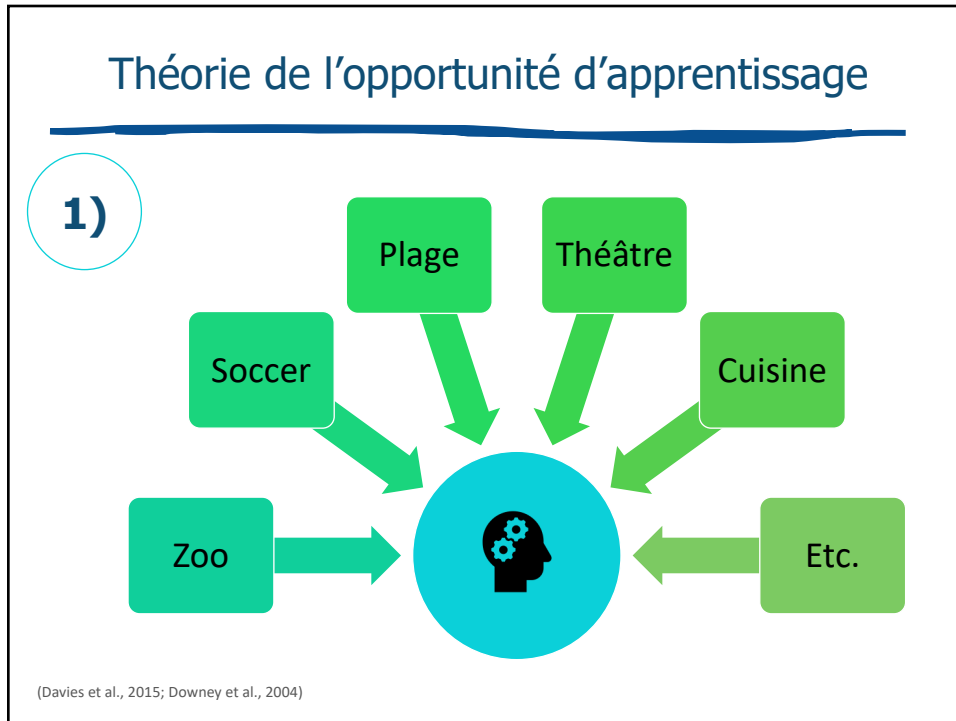 Théorie de l’opportunité d’apprentissage
1)
Plage
Théâtre
Soccer
Cuisine
Zoo
Etc.
(Davies et al., 2015; Downey et al., 2004)